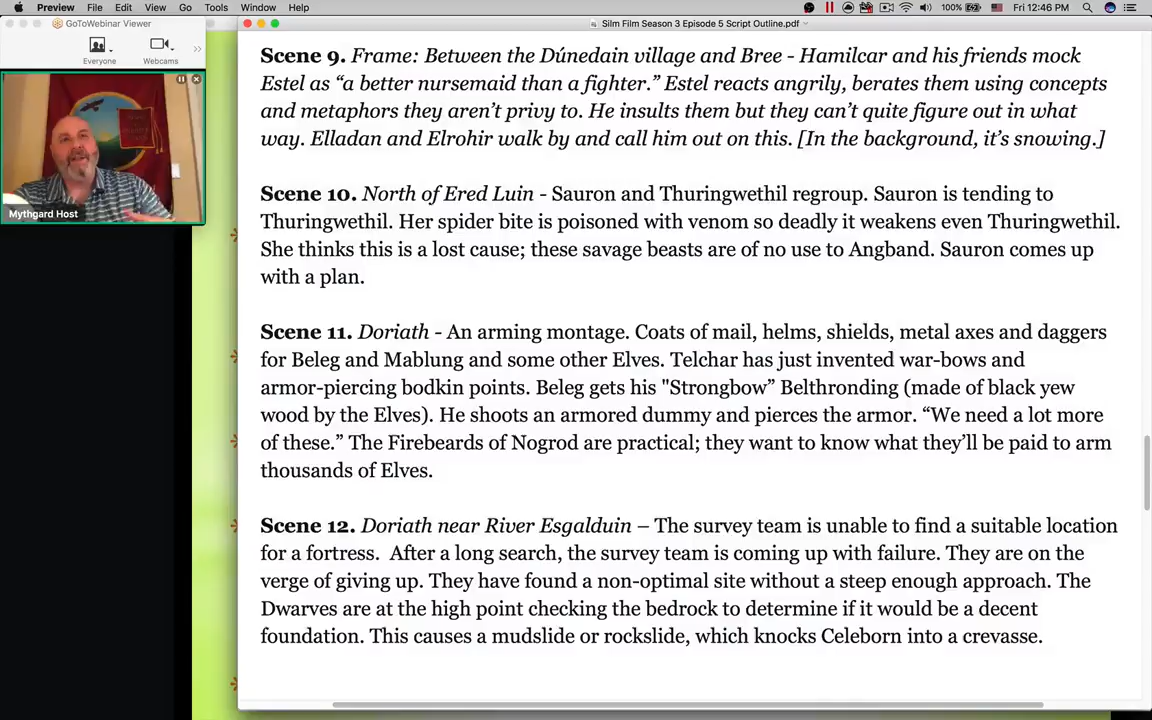 Preview File Edit View Go Tools Window Help 100% Fri 12:46 PM
GoToWebinar Viewer
Silm Film Season 3 Episode 5 Script Outline.pdf
Everyone Webcams
Mythgard Host
Scene 9. Frame: Between the Dúnedain village and Bree - Hamilcar and his friends mock
Estel as “a better nursemaid than a fighter.” Estel reacts angrily, berates them using concepts
and metaphors they aren’t privy to. He insults them but they can’t quite figure out in what
way. Elladan and Elrohir walk by and call him out on this. [In the background, it’s snowing.]
Scene 10. North of Ered Luin - Sauron and Thuringwethil regroup. Sauron is tending to
Thuringwethil. Her spider bite is poisoned with venom so deadly it weakens even Thuringwethil.
She thinks this is a lost cause; these savage beasts are of no use to Angband. Sauron comes up
with a plan.
Scene 11. Doriath - An arming montage. Coats of mail, helms, shields, metal axes and daggers
for Beleg and Mablung and some other Elves. Telchar has just invented war-bows and
armor-piercing bodkin points. Beleg gets his "Strongbow” Belthronding (made of black yew
wood by the Elves). He shoots an armored dummy and pierces the armor. “We need a lot more
of these.” The Firebeards of Nogrod are practical; they want to know what they’ll be paid to arm
thousands of Elves.
Scene 12. Doriath near River Esgalduin – The survey team is unable to find a suitable location
for a fortress. After a long search, the survey team is coming up with failure. They are on the
verge of giving up. They have found a non-optimal site without a steep enough approach. The
Dwarves are at the high point checking the bedrock to determine if it would be a decent
foundation. This causes a mudslide or rockslide, which knocks Celeborn into a crevasse.